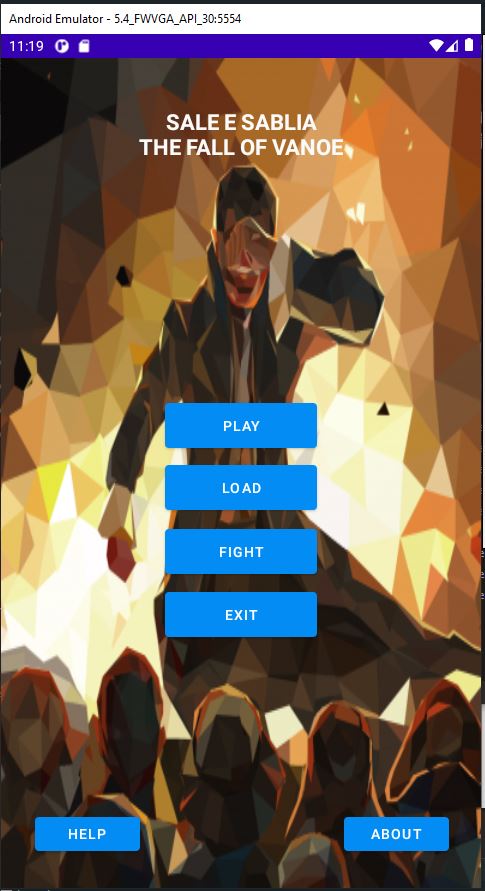 Android Emulator - 5.4_FWVGA_API_30:5554
11:19
SALE E SABLIA
THE FALL OF VANOE
PLAY
LOAD
FIGHT
EXIT
HELP
ABOUT